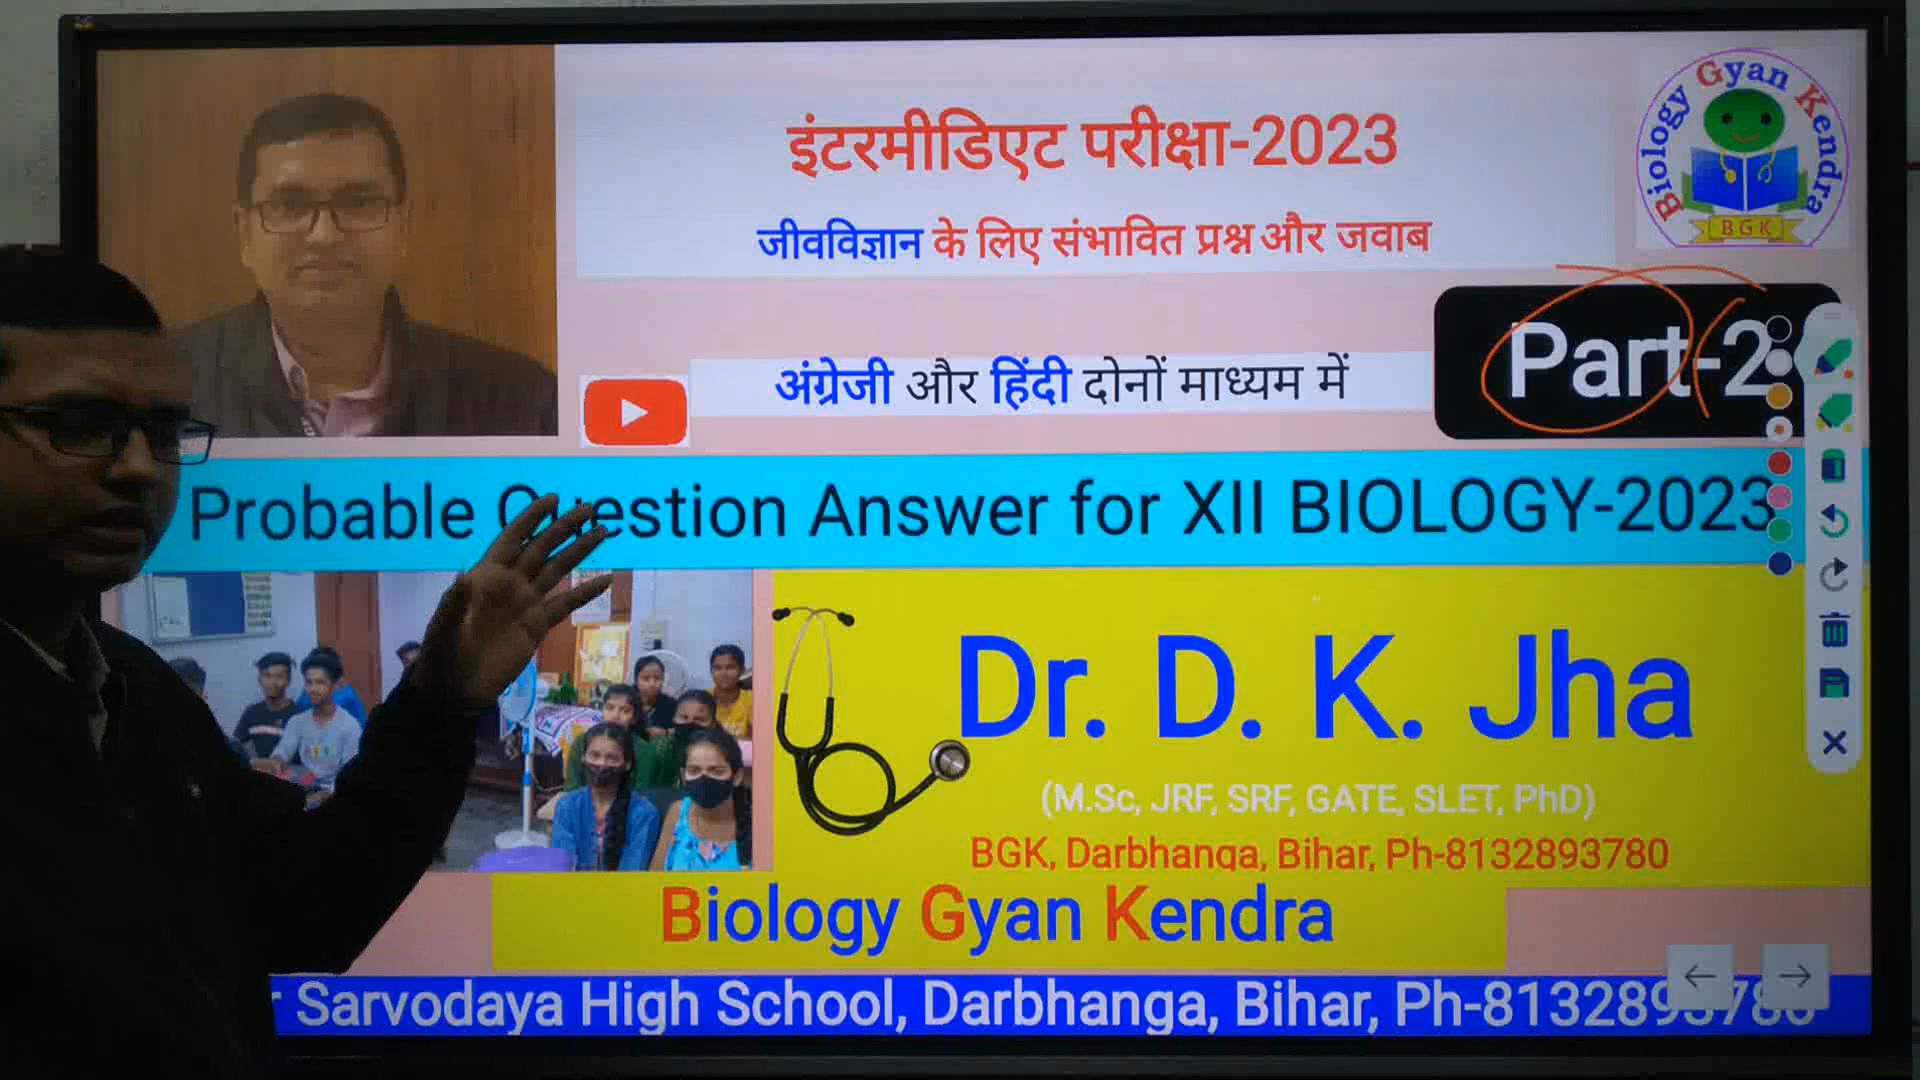 इंटरमीडिएट परीक्षा-2023
Biology Gyan Kendra
BGK
जीवविज्ञान के लिए संभावित प्रश्न और जवाब
अंग्रेजी और हिंदी दोनों माध्यम में
Part-2
Probable Question Answer for XII BIOLOGY-2023
Dr. D. K. Jha
(M.Sc, JRF, SRF, GATE, SLET, PhD)
BGK, Darbhanga, Bihar, Ph-8132893780
Biology Gyan Kendra
Sarvodaya High School, Darbhanga, Bihar, Ph-8132893780